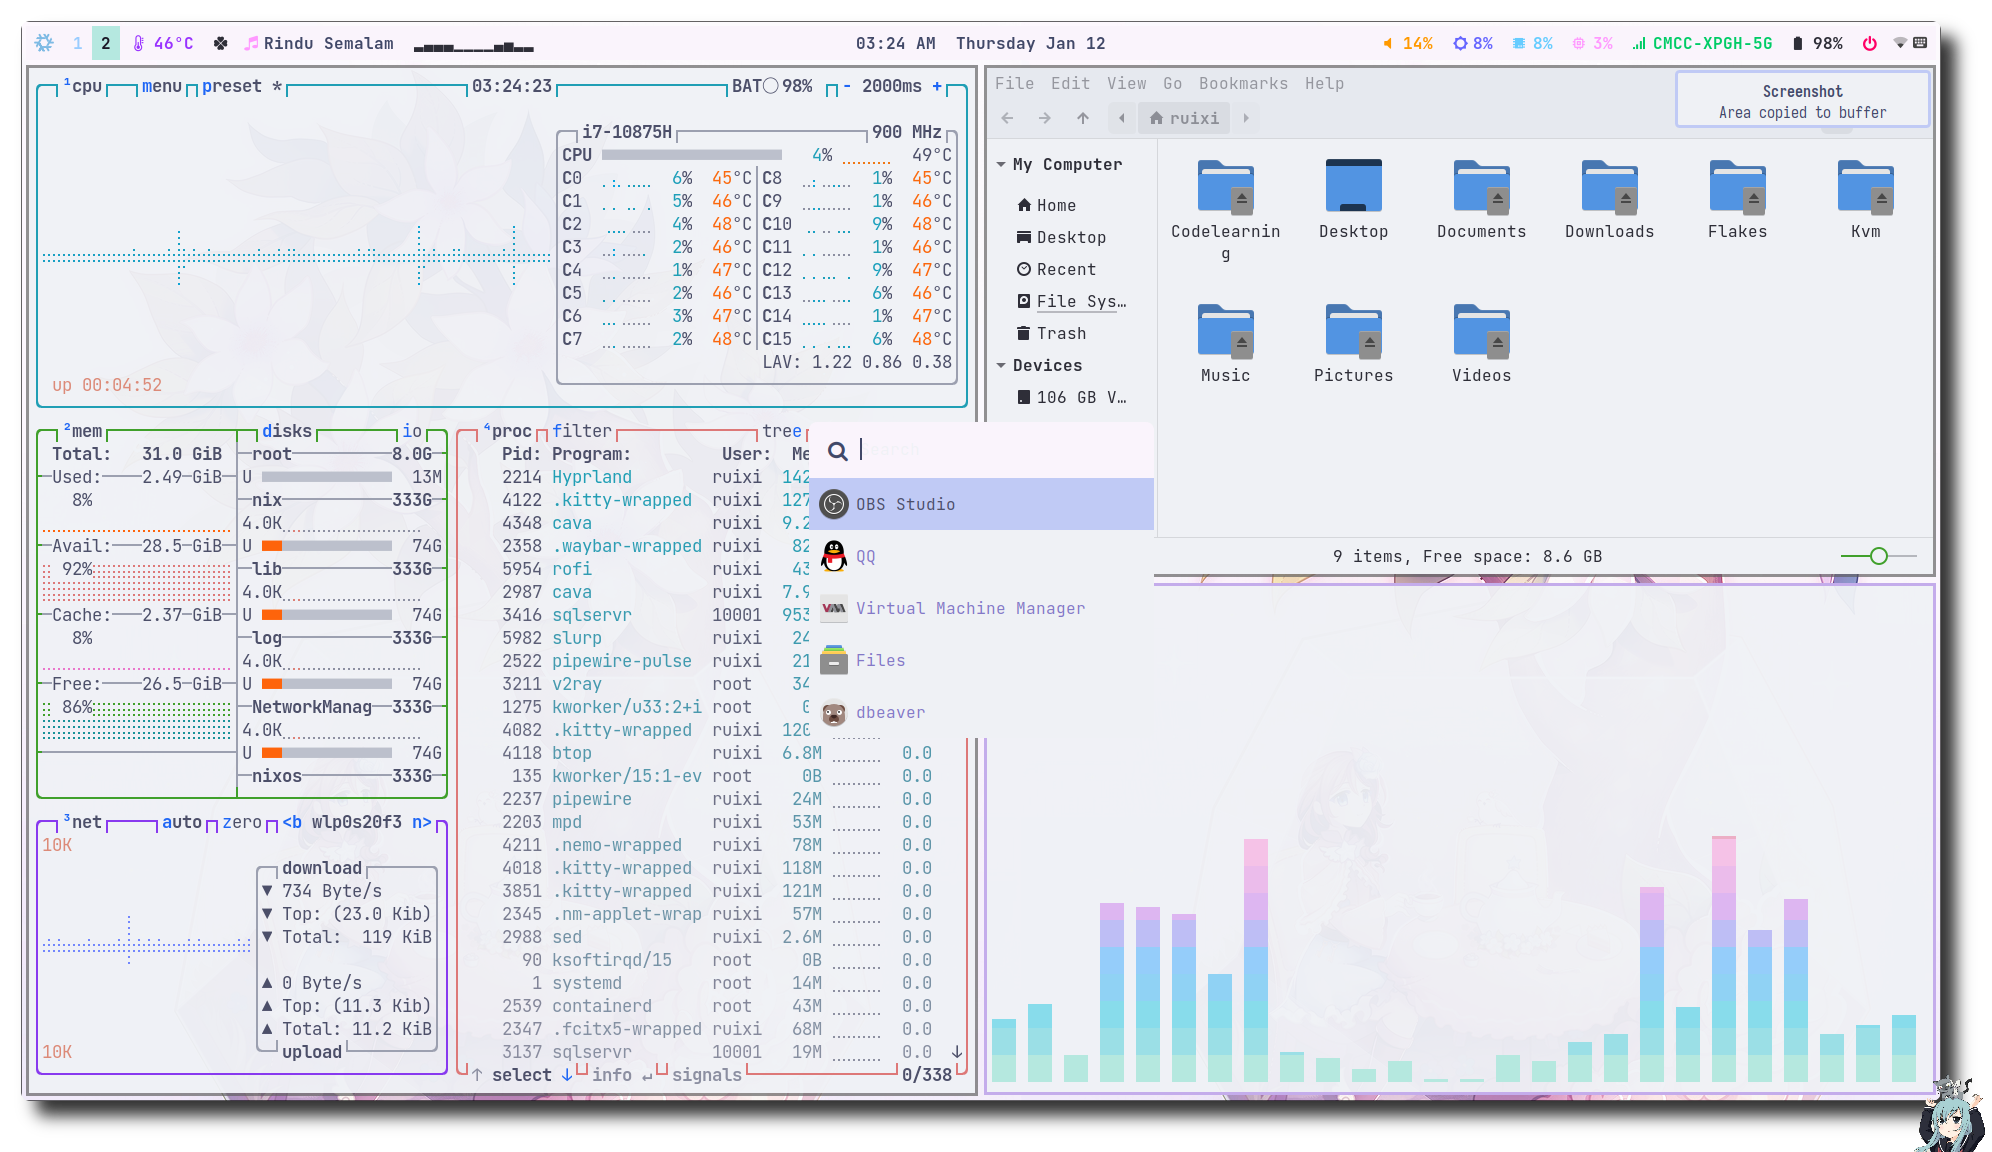 1 2 46°C Rindu Semalam 03:24 AM Thursday Jan 12 14% 8% 8% 3% CMCC-XPGH-5G 98%
¹cpu menu preset * 03:24:23 BAT 98% - 2000ms +
i7-10875H 900 MHz
CPU 4% 49°C
C0 6% 45°C C8 1% 45°C
C1 5% 46°C C9 1% 46°C
C2 4% 48°C C10 9% 48°C
C3 2% 46°C C11 1% 46°C
C4 1% 47°C C12 9% 47°C
C5 2% 46°C C13 6% 46°C
C6 3% 47°C C14 1% 47°C
C7 2% 48°C C15 6% 48°C
LAV: 1.22 0.86 0.38
up 00:04:52
²mem disks io
Total: 31.0 GiB
Used: 2.49 GiB
8%
Avail: 28.5 GiB
92%
Cache: 2.37 GiB
8%
Free: 26.5 GiB
86%
root 8.0G
U 13M
nix 333G
4.0K
U 74G
lib 333G
4.0K
U 74G
log 333G
4.0K
U 74G
NetworkManag 333G
4.0K
U 74G
nixos 333G
³net auto zero <b wlp0s20f3 n>
10K
download
▼ 734 Byte/s
▼ Top: (23.0 Kib)
▼ Total: 119 KiB
▲ 0 Byte/s
▲ Top: (11.3 Kib)
▲ Total: 11.2 KiB
upload
10K
⁴proc filter tree
Pid: Program: User: Me
2214 Hyprland ruixi 142
4122 .kitty-wrapped ruixi 127
4348 cava ruixi 9.2
2358 .waybar-wrapped ruixi 82
5954 rofi ruixi 43
2987 cava ruixi 7.9
3416 sqlservr 10001 953
5982 slurp ruixi 24
2522 pipewire-pulse ruixi 21
3211 v2ray root 34
1275 kworker/u33:2+i root 0
4082 .kitty-wrapped ruixi 120
4118 btop ruixi 6.8M 0.0
135 kworker/15:1-ev root 0B 0.0
2237 pipewire ruixi 24M 0.0
2203 mpd ruixi 53M 0.0
4211 .nemo-wrapped ruixi 78M 0.0
4018 .kitty-wrapped ruixi 118M 0.0
3851 .kitty-wrapped ruixi 121M 0.0
2345 .nm-applet-wrap ruixi 57M 0.0
2988 sed ruixi 2.6M 0.0
90 ksoftirqd/15 root 0B 0.0
1 systemd root 14M 0.0
2539 containerd root 43M 0.0
2347 .fcitx5-wrapped ruixi 68M 0.0
3137 sqlservr 10001 19M 0.0 ↓
↑ select ↓ info ↵ signals 0/338
Search
OBS Studio
QQ
Virtual Machine Manager
Files
dbeaver
File Edit View Go Bookmarks Help
ruixi
Screenshot
Area copied to buffer
My Computer
Home
Desktop
Recent
File Sys…
Trash
Devices
106 GB V…
Codelearnin
g
Desktop
Documents
Downloads
Flakes
Kvm
Music
Pictures
Videos
9 items, Free space: 8.6 GB